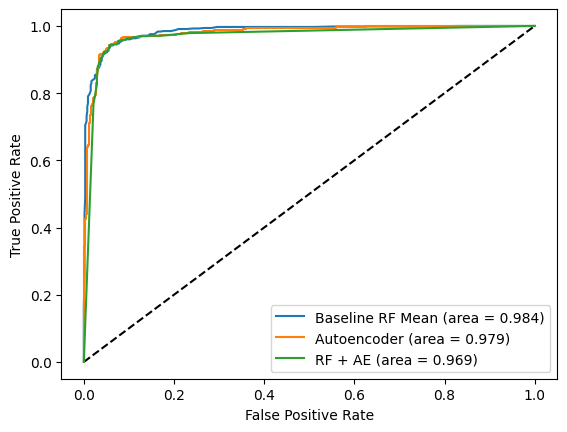 1.0
0.8
0.6
0.4
0.2
0.0
True Positive Rate
Baseline RF Mean (area = 0.984)
Autoencoder (area = 0.979)
RF + AE (area = 0.969)
0.0 0.2 0.4 0.6 0.8 1.0
False Positive Rate